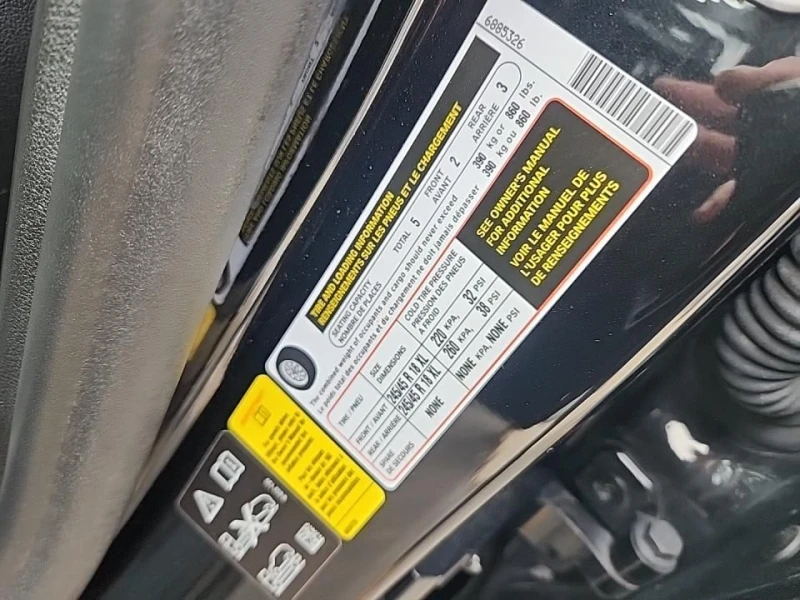 6885326
TIRE AND LOADING INFORMATION
RENSEIGNEMENTS SUR LES PNEUS ET LE CHARGEMENT
SEATING CAPACITY
NOMBRE DE PLACES
TOTAL 5
FRONT
AVANT 2
REAR
ARRIÈRE 3
The combined weight of occupants and cargo should never exceed 390 kg or 860 lbs.
Le poids total des occupants et du chargement ne doit jamais dépasser 390 kg ou 860 lb.
TIRE / PNEU
SIZE
DIMENSIONS
COLD TIRE PRESSURE
PRESSION DES PNEUS
A FROID
FRONT / AVANT 245/45 R 18 XL 220 KPA, 32 PSI
REAR / ARRIÈRE 245/45 R 18 XL 260 KPA, 38 PSI
SPARE
DE SECOURS NONE NONE KPA, NONE PSI
SEE OWNER'S MANUAL
FOR ADDITIONAL
INFORMATION
VOIR LE MANUEL DE
L'USAGER POUR PLUS
DE RENSEIGNEMENTS